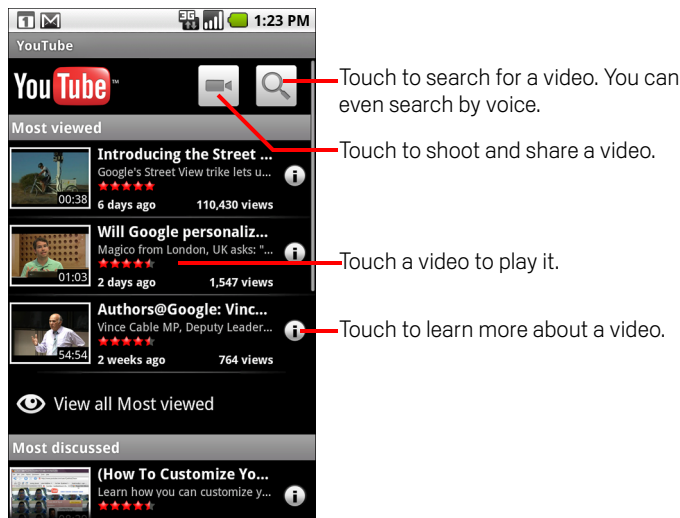 1 1:23 PM
3G
YouTube
YouTube™
Touch to search for a video. You can
even search by voice.
Touch to shoot and share a video.
Most viewed
Introducing the Street ...
Google's Street View trike lets u...
00:38
6 days ago 110,430 views
Will Google personaliz...
Magico from London, UK asks: "...
01:03
2 days ago 1,547 views
Touch a video to play it.
Authors@Google: Vinc...
Vince Cable MP, Deputy Leader...
54:54
2 weeks ago 764 views
Touch to learn more about a video.
View all Most viewed
Most discussed
(How To Customize Yo...
Learn how you can customize y...